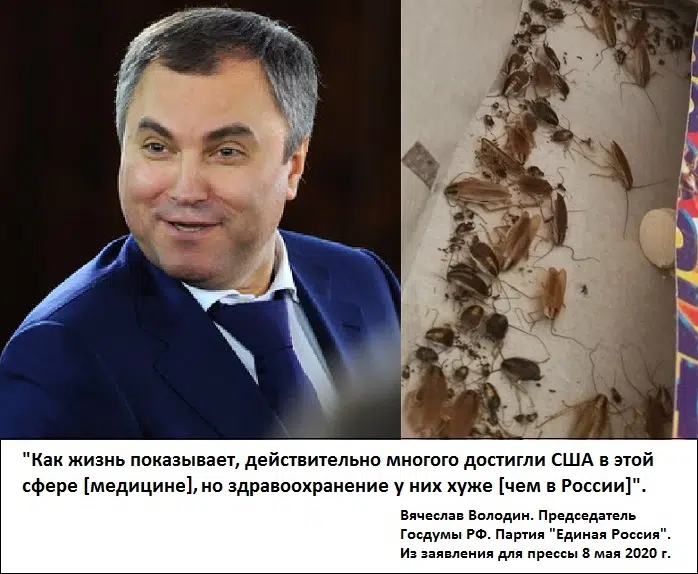 "Как жизнь показывает, действительно многого достигли США в этой
сфере [медицине], но здравоохранение у них хуже [чем в России]".
Вячеслав Володин. Председатель
Госдумы РФ. Партия "Единая Россия".
Из заявления для прессы 8 мая 2020 г.